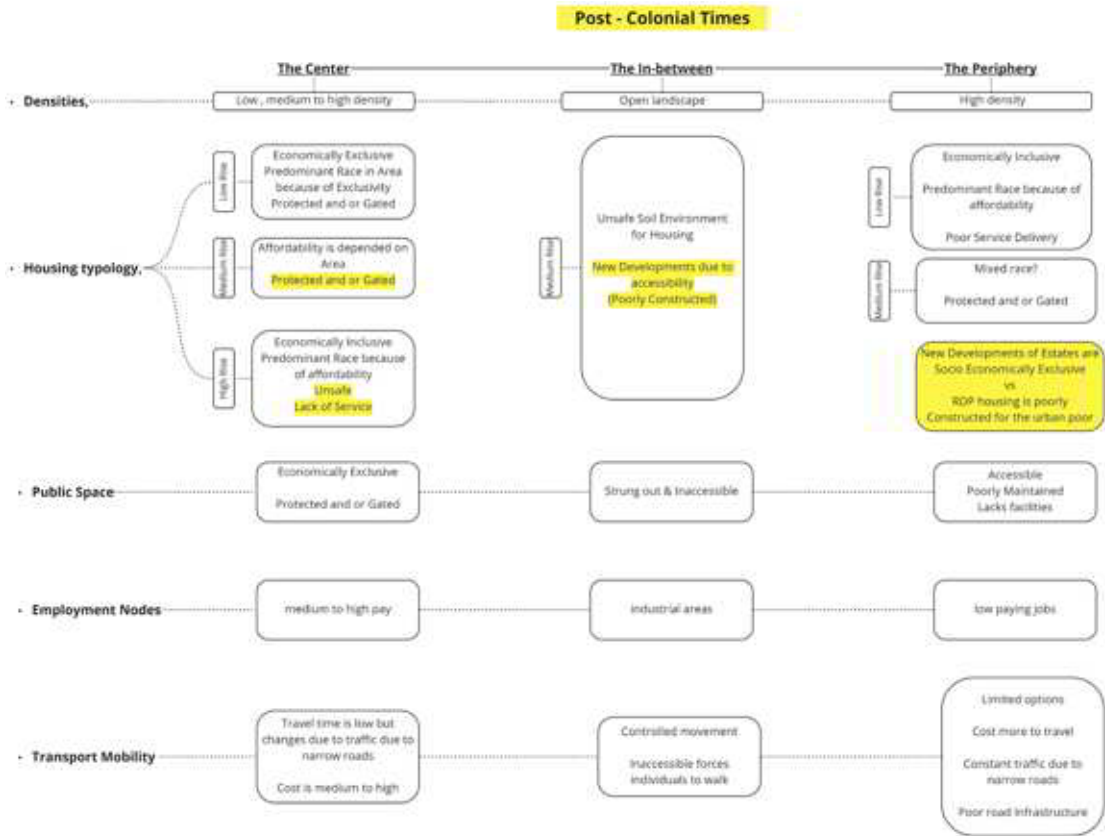 Post - Colonial Times
The Center
The In-between
The Periphery
• Densities,
Low , medium to high density
Open landscape
High density
• Housing typology,
Low Rise
Economically Exclusive
Predominant Race in Area
because of Exclusivity
Protected and or Gated
Medium Rise
Affordability is depended on
Area
Protected and or Gated
High Rise
Economically Inclusive
Predominant Race because
of affordability
Unsafe
Lack of Service
Medium Rise
Unsafe Soil Environment
for Housing
New Developments due to
accessibility
(Poorly Constructed)
Low Rise
Economically Inclusive
Predominant Race because of
affordability
Poor Service Delivery
Medium Rise
Mixed race?
Protected and or Gated
New Developments of Estates are
Socio Economically Exclusive
vs
RDP housing is poorly
Constructed for the urban poor
• Public Space
Economically Exclusive
Protected and or Gated
Strung out & Inaccessible
Accessible
Poorly Maintained
Lacks facilities
• Employment Nodes
medium to high pay
industrial areas
low paying jobs
• Transport Mobility
Travel time is low but
changes due to traffic due to
narrow roads
Cost is medium to high
Controlled movement
Inaccessible forces
individuals to walk
Limited options
Cost more to travel
Constant traffic due to
narrow roads
Poor road Infrastructure